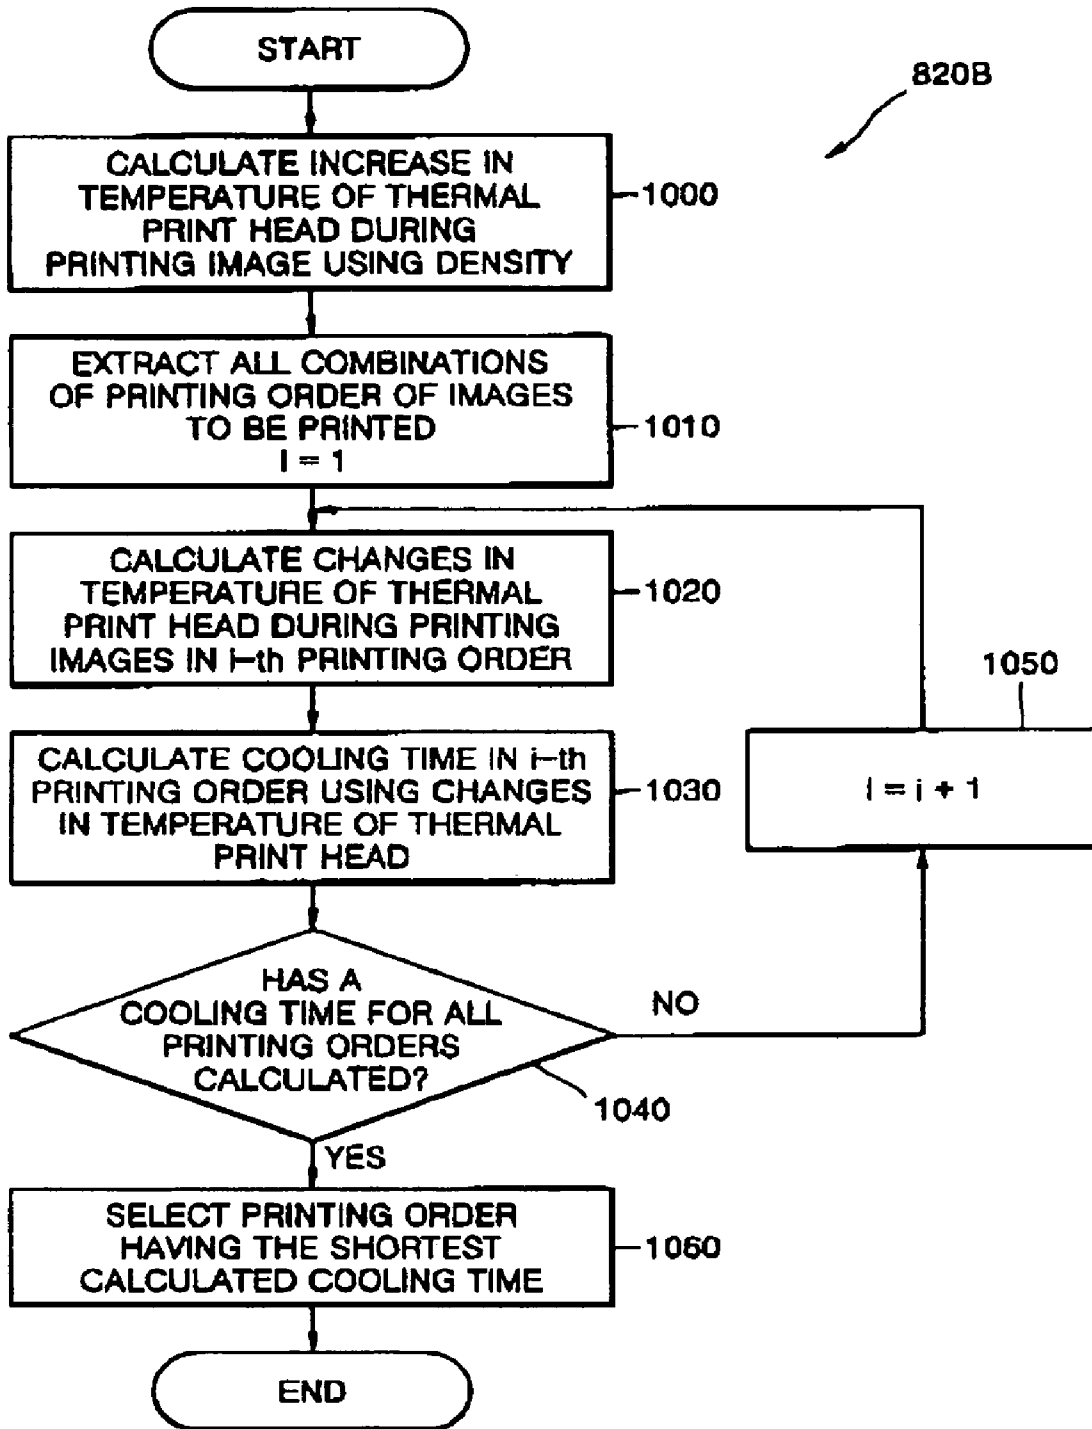 START
820B
CALCULATE INCREASE IN
TEMPERATURE OF THERMAL
PRINT HEAD DURING
PRINTING IMAGE USING DENSITY
1000
EXTRACT ALL COMBINATIONS
OF PRINTING ORDER OF IMAGES
TO BE PRINTED
I = 1
1010
CALCULATE CHANGES IN
TEMPERATURE OF THERMAL
PRINT HEAD DURING PRINTING
IMAGES IN i-th PRINTING ORDER
1020
CALCULATE COOLING TIME IN i-th
PRINTING ORDER USING CHANGES
IN TEMPERATURE OF THERMAL
PRINT HEAD
1030
1050
I = i + 1
HAS A
COOLING TIME FOR ALL
PRINTING ORDERS
CALCULATED?
NO
1040
YES
SELECT PRINTING ORDER
HAVING THE SHORTEST
CALCULATED COOLING TIME
1060
END